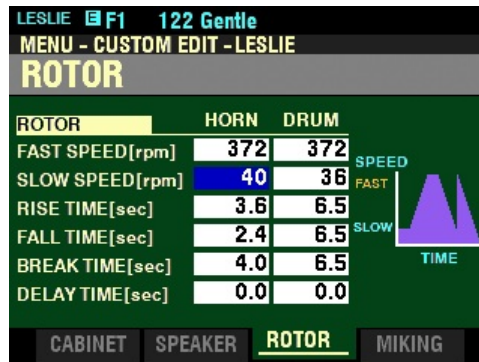 LESLIE E F1 122 Gentle
MENU - CUSTOM EDIT - LESLIE
ROTOR
ROTOR HORN DRUM
FAST SPEED[rpm] 372 372
SLOW SPEED[rpm] 40 36
RISE TIME[sec] 3.6 6.5
FALL TIME[sec] 2.4 6.5
BREAK TIME[sec] 4.0 6.5
DELAY TIME[sec] 0.0 0.0
SPEED
FAST
SLOW
TIME
CABINET SPEAKER ROTOR MIKING